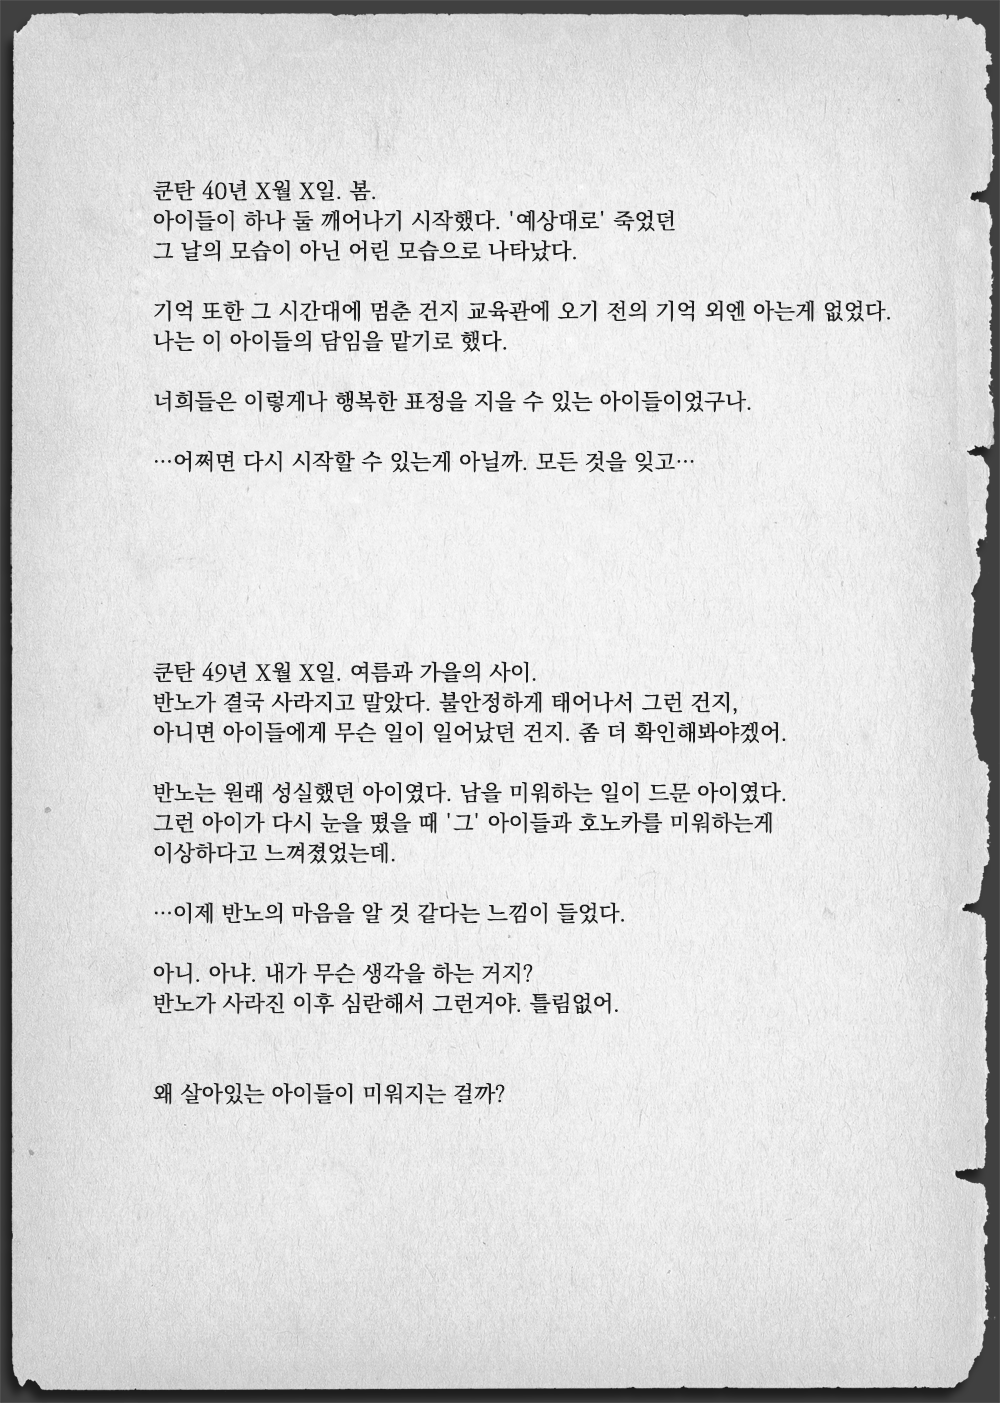 쿤탄 40년 X월 X일. 봄.
아이들이 하나 둘 깨어나기 시작했다. '예상대로' 죽었던
그 날의 모습이 아닌 어린 모습으로 나타났다.
기억 또한 그 시간대에 멈춘 건지 교육관에 오기 전의 기억 외엔 아는게 없었다.
나는 이 아이들의 담임을 맡기로 했다.
너희들은 이렇게나 행복한 표정을 지을 수 있는 아이들이었구나.
…어쩌면 다시 시작할 수 있는게 아닐까. 모든 것을 잊고…
쿤탄 49년 X월 X일. 여름과 가을의 사이.
반노가 결국 사라지고 말았다. 불안정하게 태어나서 그런 건지,
아니면 아이들에게 무슨 일이 일어났던 건지. 좀 더 확인해봐야겠어.
반노는 원래 성실했던 아이였다. 남을 미워하는 일이 드문 아이였다.
그런 아이가 다시 눈을 떴을 때 '그' 아이들과 호노카를 미워하는게
이상하다고 느껴졌었는데.
…이제 반노의 마음을 알 것 같다는 느낌이 들었다.
아니. 아냐. 내가 무슨 생각을 하는 거지?
반노가 사라진 이후 심란해서 그런거야. 틀림없어.
왜 살아있는 아이들이 미워지는 걸까?